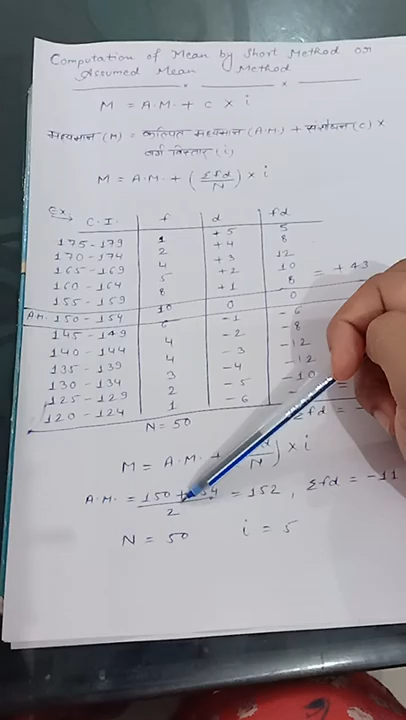 Computation of Mean by Short Method or
Assumed Mean Method
M = A.M. + C × i
मध्यमान (M) = कल्पित मध्यमान (A.M.) + संशोधन (C) ×
वर्ग विस्तार (i)
M = A.M. + (Σfd/N) × i
Ex→ C.I. f d fd
175-179 1 +5 5
170-174 2 +4 8
165-169 4 +3 12
160-164 5 +2 10 = +43
155-159 8 +1 8
A.M. 150-154 10 0 0
145-149 6 -1 -6
140-144 4 -2 -8
135-139 4 -3 -12
130-134 3 -4 -12
125-129 2 -5 -10
120-124 1 -6 -
N = 50 Σfd = -
M = A.M. + N) × i
A.M. = 150 + 54 / 2 = 152, Σfd = -11
N = 50 i = 5